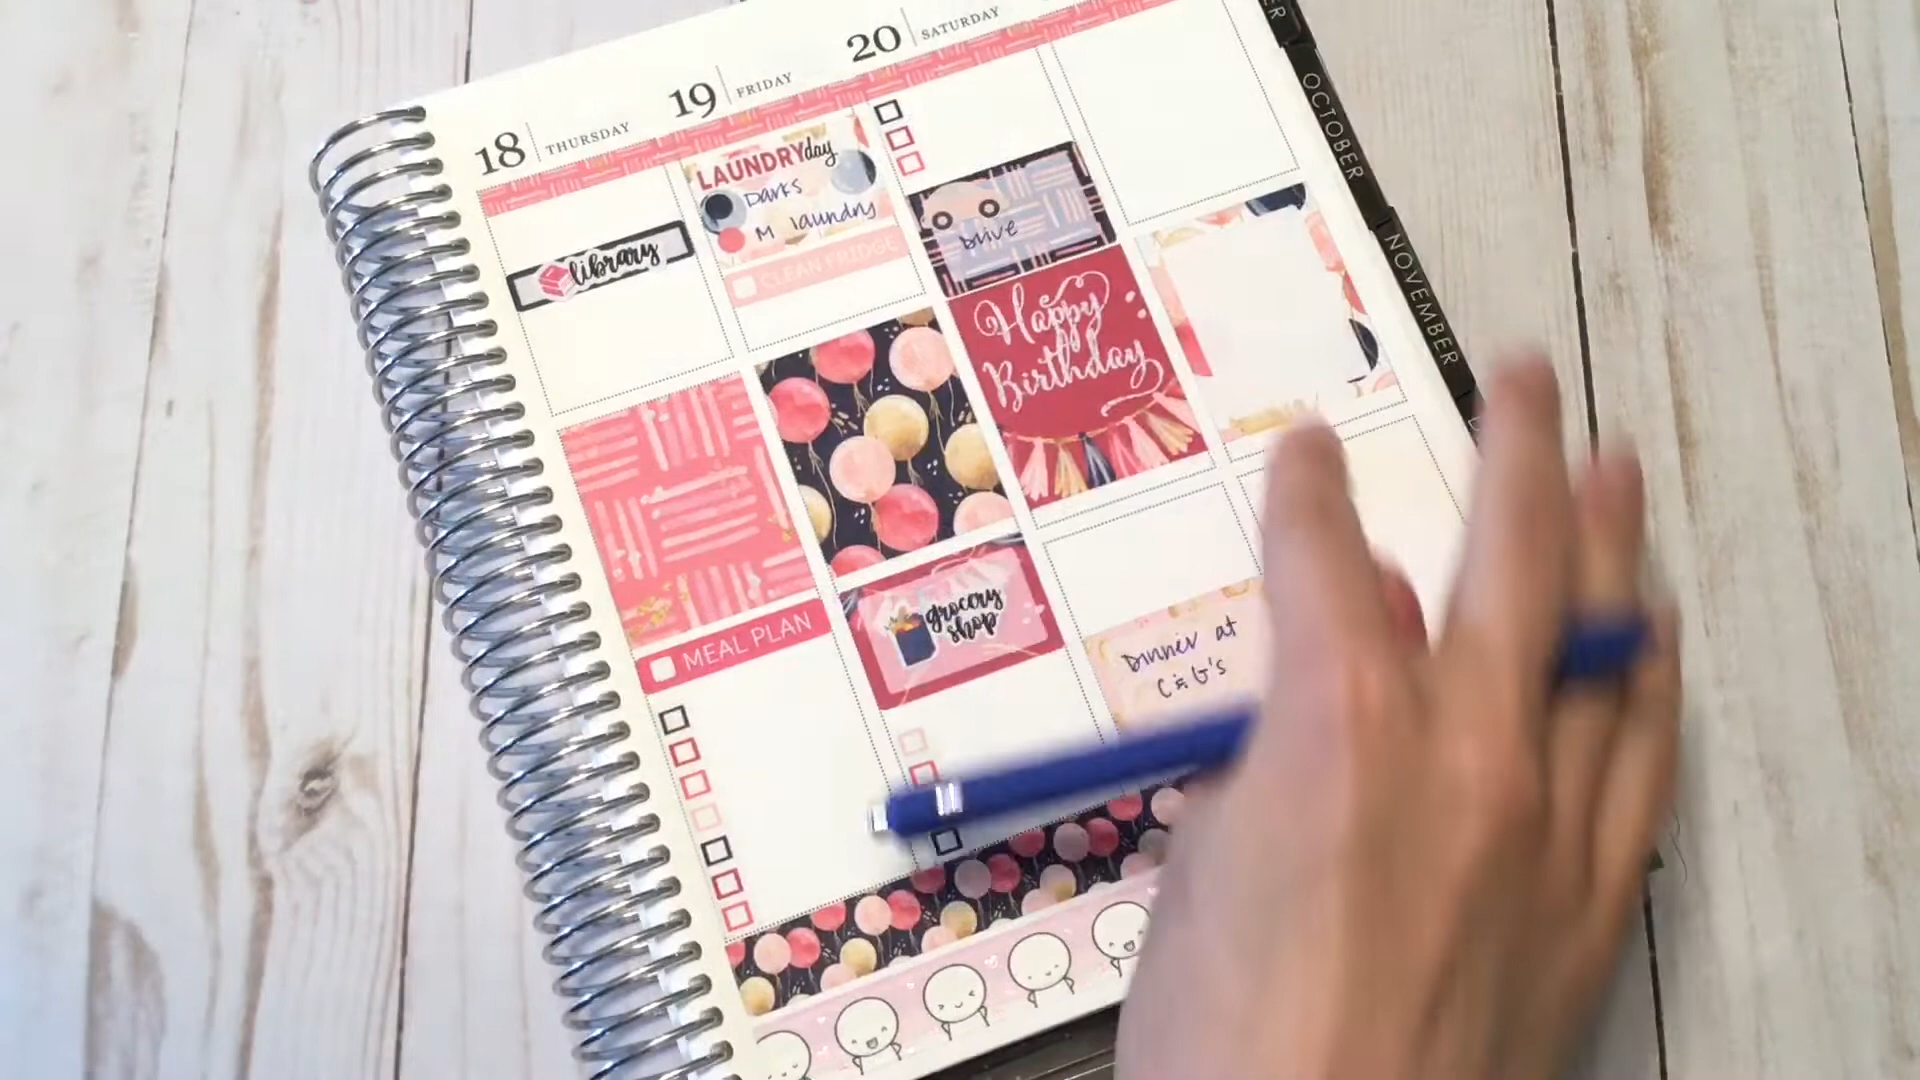 18 THURSDAY
19 FRIDAY
20 SATURDAY
library
LAUNDRY day
Darks
M laundry
CLEAN FRIDGE
Drive
Happy
Birthday
MEAL PLAN
grocery
shop
Dinner at
C & G's
OCTOBER
NOVEMBER